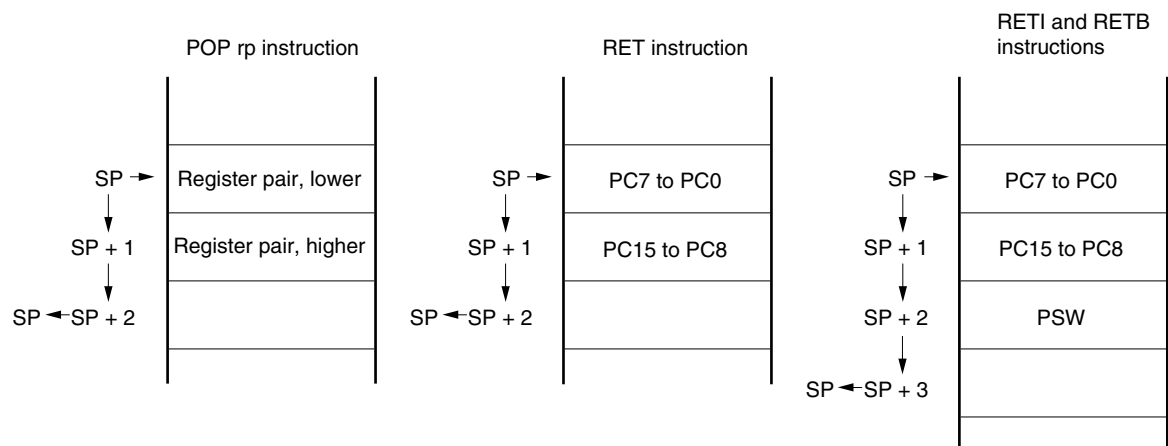 POP rp instruction
SP
Register pair, lower
SP + 1
Register pair, higher
SP
SP + 2
RET instruction
SP
PC7 to PC0
SP + 1
PC15 to PC8
SP
SP + 2
RETI and RETB
instructions
SP
PC7 to PC0
SP + 1
PC15 to PC8
SP + 2
PSW
SP
SP + 3